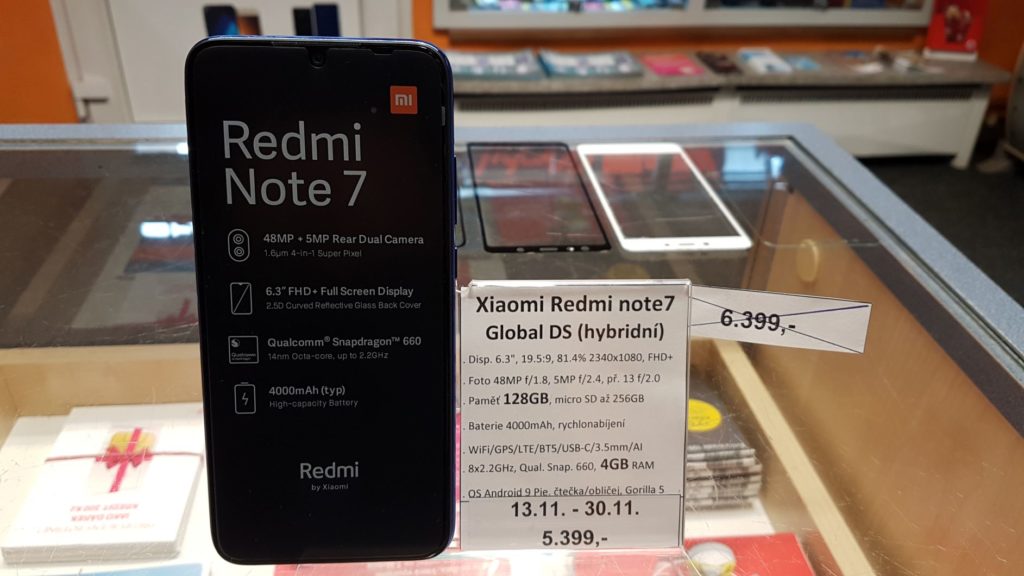 mi
Redmi
Note 7
48MP + 5MP Rear Dual Camera
1.6μm 4-in-1 Super Pixel
6.3" FHD+ Full Screen Display
2.5D Curved Reflective Glass Back Cover
Qualcomm® Snapdragon™ 660
14nm Octa-core, up to 2.2GHz
4000mAh (typ)
High-capacity Battery
Redmi
by Xiaomi
Xiaomi Redmi note7
Global DS (hybridní)
. Disp. 6.3", 19.5:9, 81.4% 2340x1080, FHD+
. Foto 48MP f/1.8, 5MP f/2.4, př. 13 f/2.0
. Paměť 128GB, micro SD až 256GB
. Baterie 4000mAh, rychlonabíjení
. WiFi/GPS/LTE/BT5/USB-C/3.5mm/AI
. 8x2.2GHz, Qual. Snap. 660, 4GB RAM
. OS Android 9 Pie, čtečka/obličej, Gorilla 5
13.11. - 30.11.
5.399,-
6.399,-